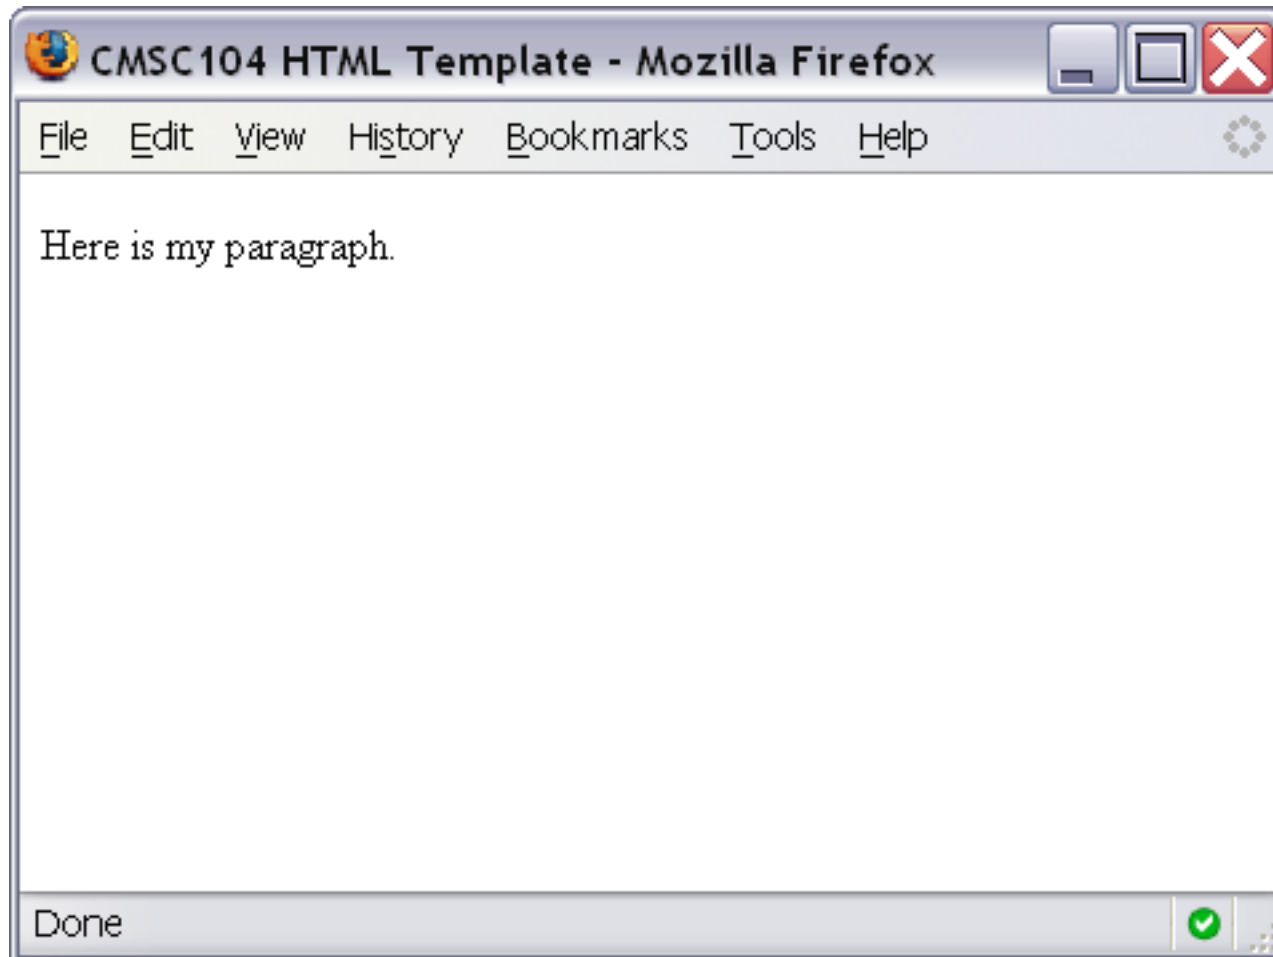 CMSC104 HTML Template - Mozilla Firefox
File Edit View History Bookmarks Tools Help
Here is my paragraph.
Done